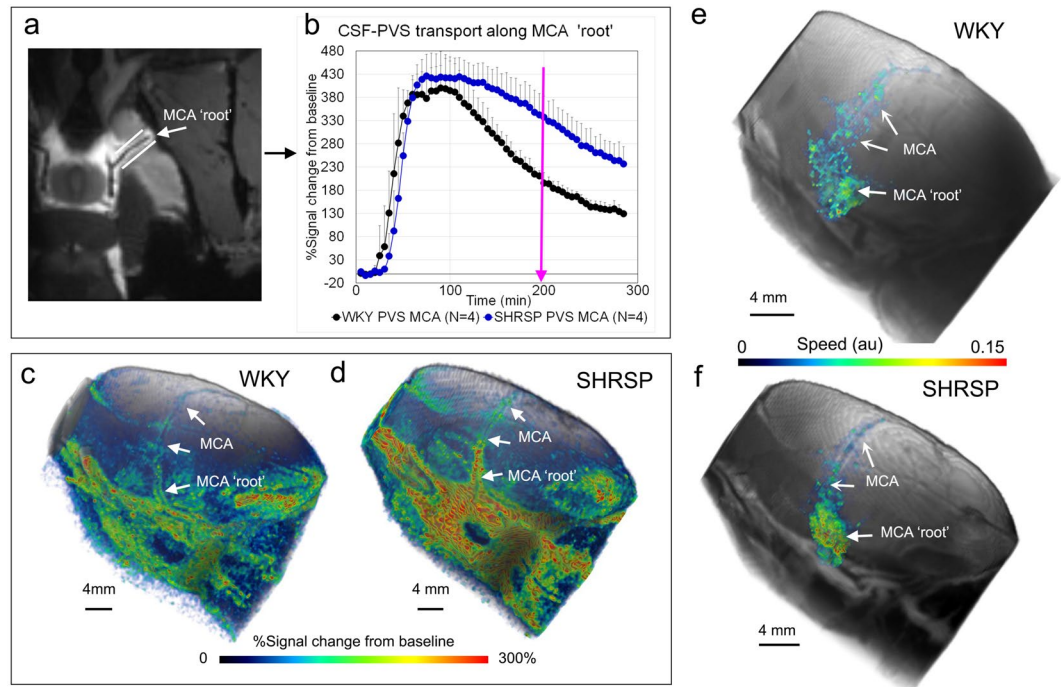 a
MCA 'root'
b
CSF-PVS transport along MCA 'root'
%Signal change from baseline
480
430
380
330
280
230
180
130
80
30
-20
0
50
100
150
200
250
300
Time (min)
WKY PVS MCA (N=4)
SHRSP PVS MCA (N=4)
c
WKY
MCA
MCA 'root'
4mm
d
SHRSP
MCA
MCA 'root'
4 mm
%Signal change from baseline
0
300%
e
WKY
MCA
MCA 'root'
4 mm
Speed (au)
0
0.15
f
SHRSP
MCA
MCA 'root'
4 mm